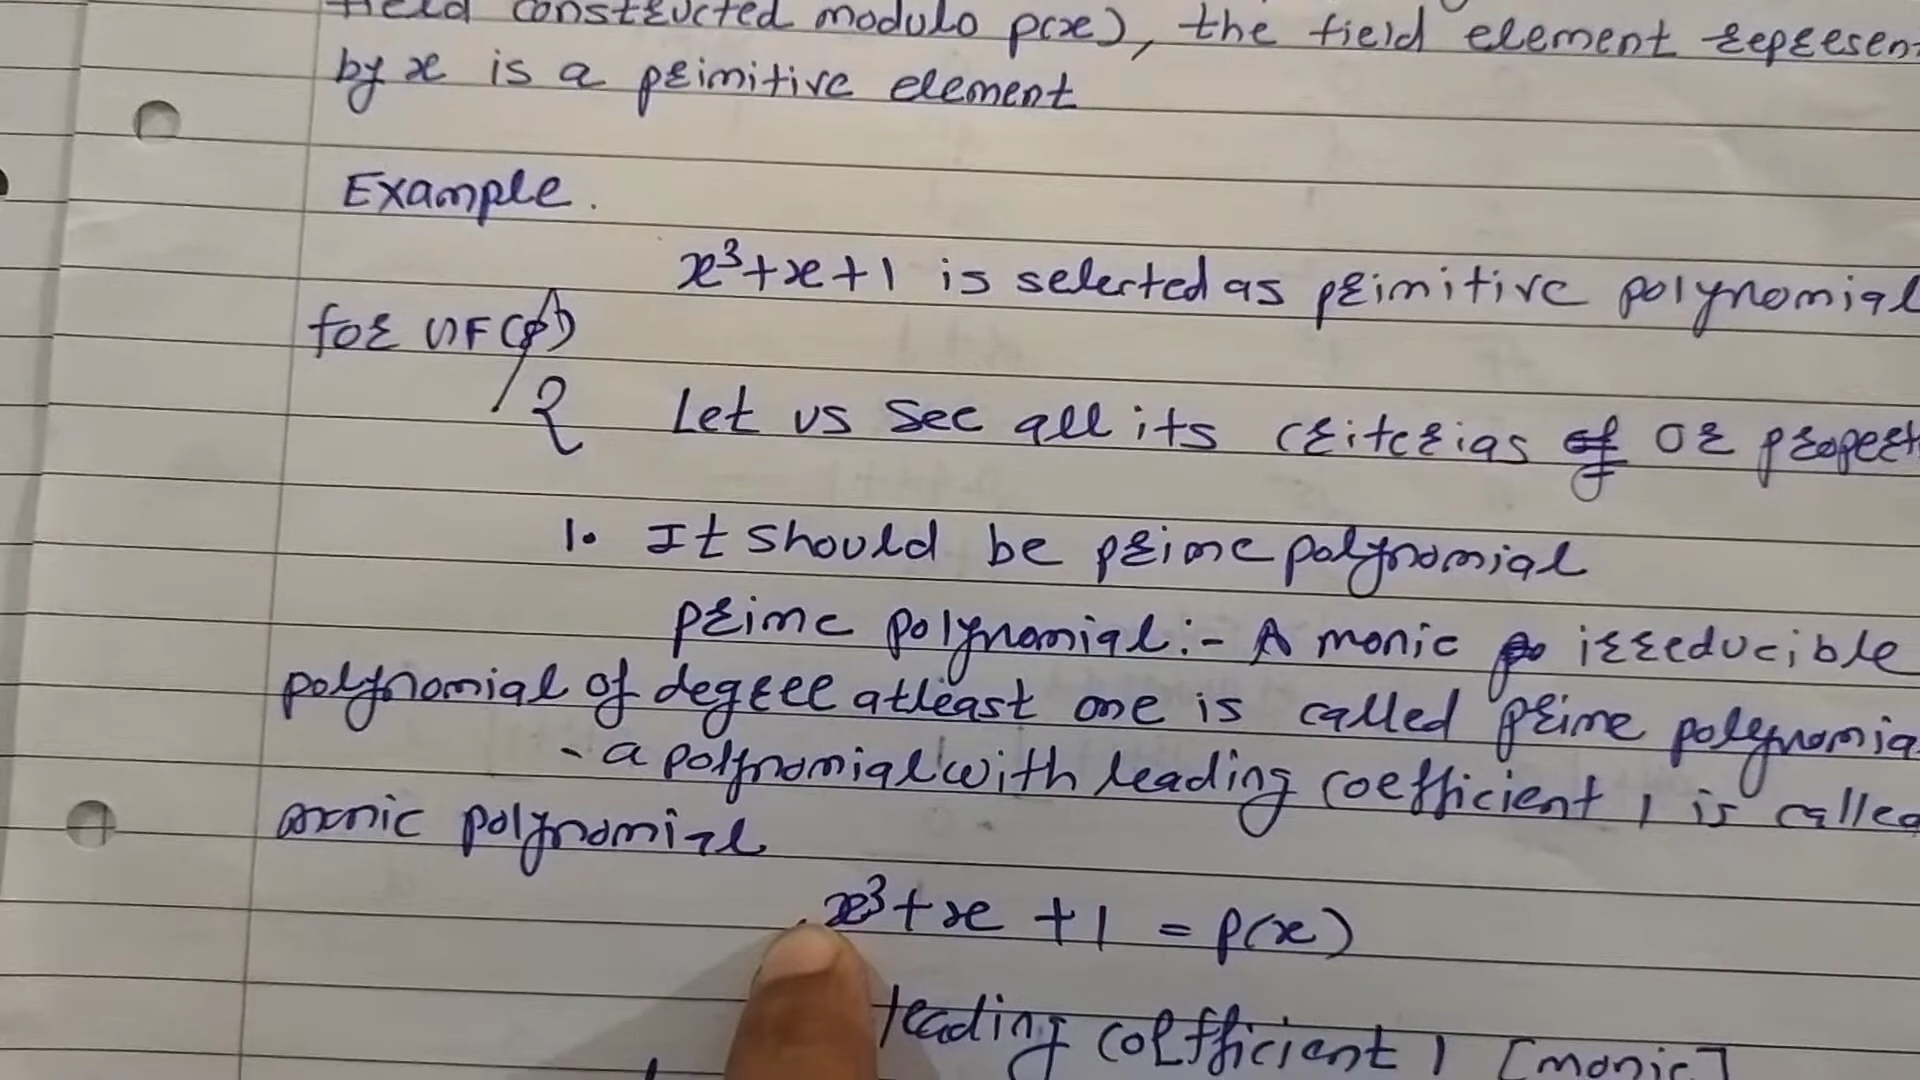 field constructed modulo p(x), the field element represen
by x is a primitive element
Example.
x³+x+1 is selected as primitive polynomial
for GF(
2
Let us see all its criterias or propert
1. It should be prime polynomial
prime polynomial:- A monic irreducible
polynomial of degree atleast one is called prime polynomia
- a polynomial with leading coefficient 1 is called
monic polynomial
x³+x +1 = p(x)
leading coefficient 1 [monic]